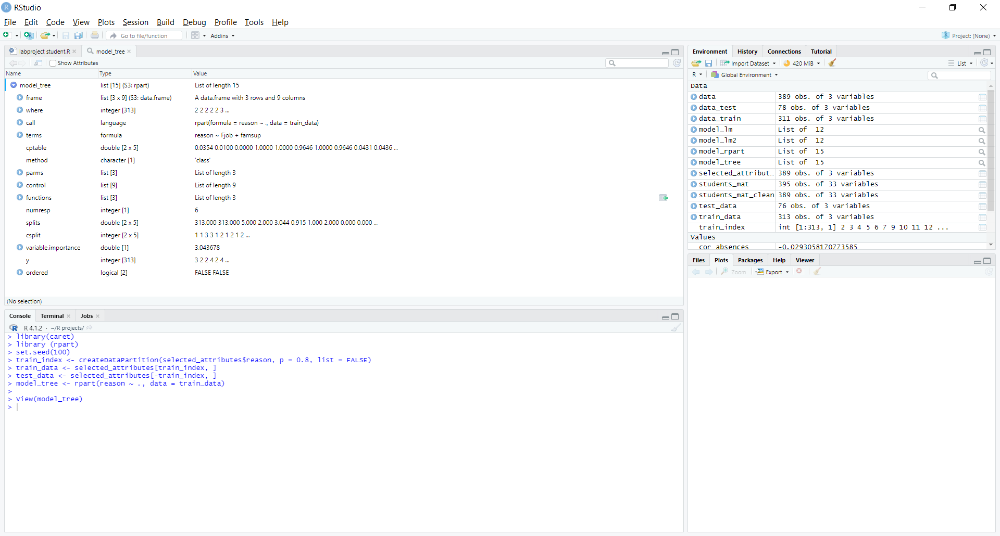 RStudio
File Edit Code View Plots Session Build Debug Profile Tools Help
Go to file/function Addins Project: (None)
labproject student.R model_tree
Show Attributes
Name Type Value
model_tree list [15] (S3: rpart) List of length 15
frame list [3 x 9] (S3: data.frame) A data.frame with 3 rows and 9 columns
where integer [313] 2 2 2 2 2 3 ...
call language rpart(formula = reason ~ ., data = train_data)
terms formula reason ~ Fjob + famsup
cptable double [2 x 5] 0.0354 0.0100 0.0000 1.0000 1.0000 0.9646 1.0000 0.9646 0.0431 0.0436 ...
method character [1] 'class'
parms list [3] List of length 3
control list [9] List of length 9
functions list [3] List of length 3
numresp integer [1] 6
splits double [2 x 5] 313.000 313.000 5.000 2.000 3.044 0.915 1.000 2.000 0.000 0.000 ...
csplit integer [2 x 5] 1 1 3 3 1 2 1 2 1 2 ...
variable.importance double [1] 3.043678
y integer [313] 3 2 2 4 2 4 ...
ordered logical [2] FALSE FALSE
(No selection)
Console Terminal Jobs
R 4.1.2 · ~/R projects/
> library(caret)
> library (rpart)
> set.seed(100)
> train_index <- createDataPartition(selected_attributes$reason, p = 0.8, list = FALSE)
> train_data <- selected_attributes[train_index, ]
> test_data <- selected_attributes[-train_index, ]
> model_tree <- rpart(reason ~ ., data = train_data)
>
> View(model_tree)
>
Environment History Connections Tutorial
Import Dataset 420 MiB List
R Global Environment
Data
data 389 obs. of 3 variables
data_test 78 obs. of 3 variables
data_train 311 obs. of 3 variables
model_lm List of 12
model_lm2 List of 12
model_rpart List of 15
model_tree List of 15
selected_attribut… 389 obs. of 3 variables
students_mat 395 obs. of 33 variables
students_mat_clean 389 obs. of 33 variables
test_data 76 obs. of 3 variables
train_data 313 obs. of 3 variables
train_index int [1:313, 1] 2 3 4 5 6 7 9 10 11 12 ...
Values
cor_absences -0.0293058170773585
Files Plots Packages Help Viewer
Zoom Export